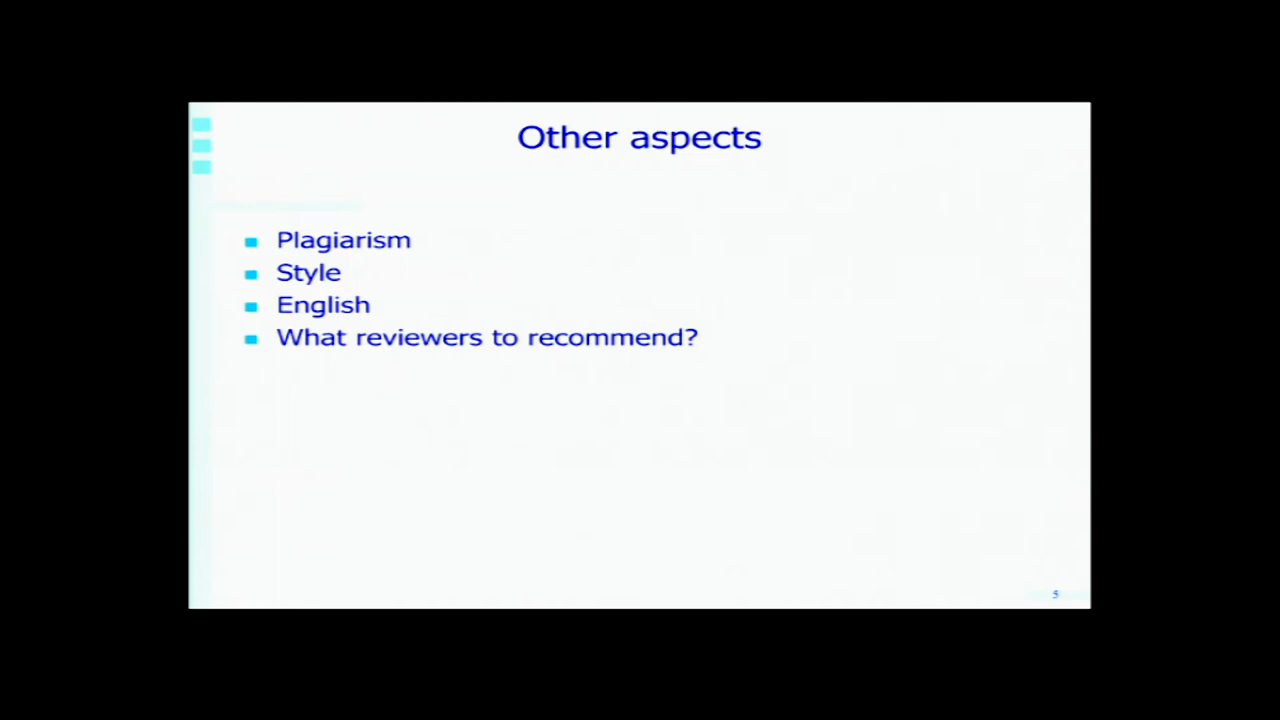 Other aspects
Plagiarism
Style
English
What reviewers to recommend?
5